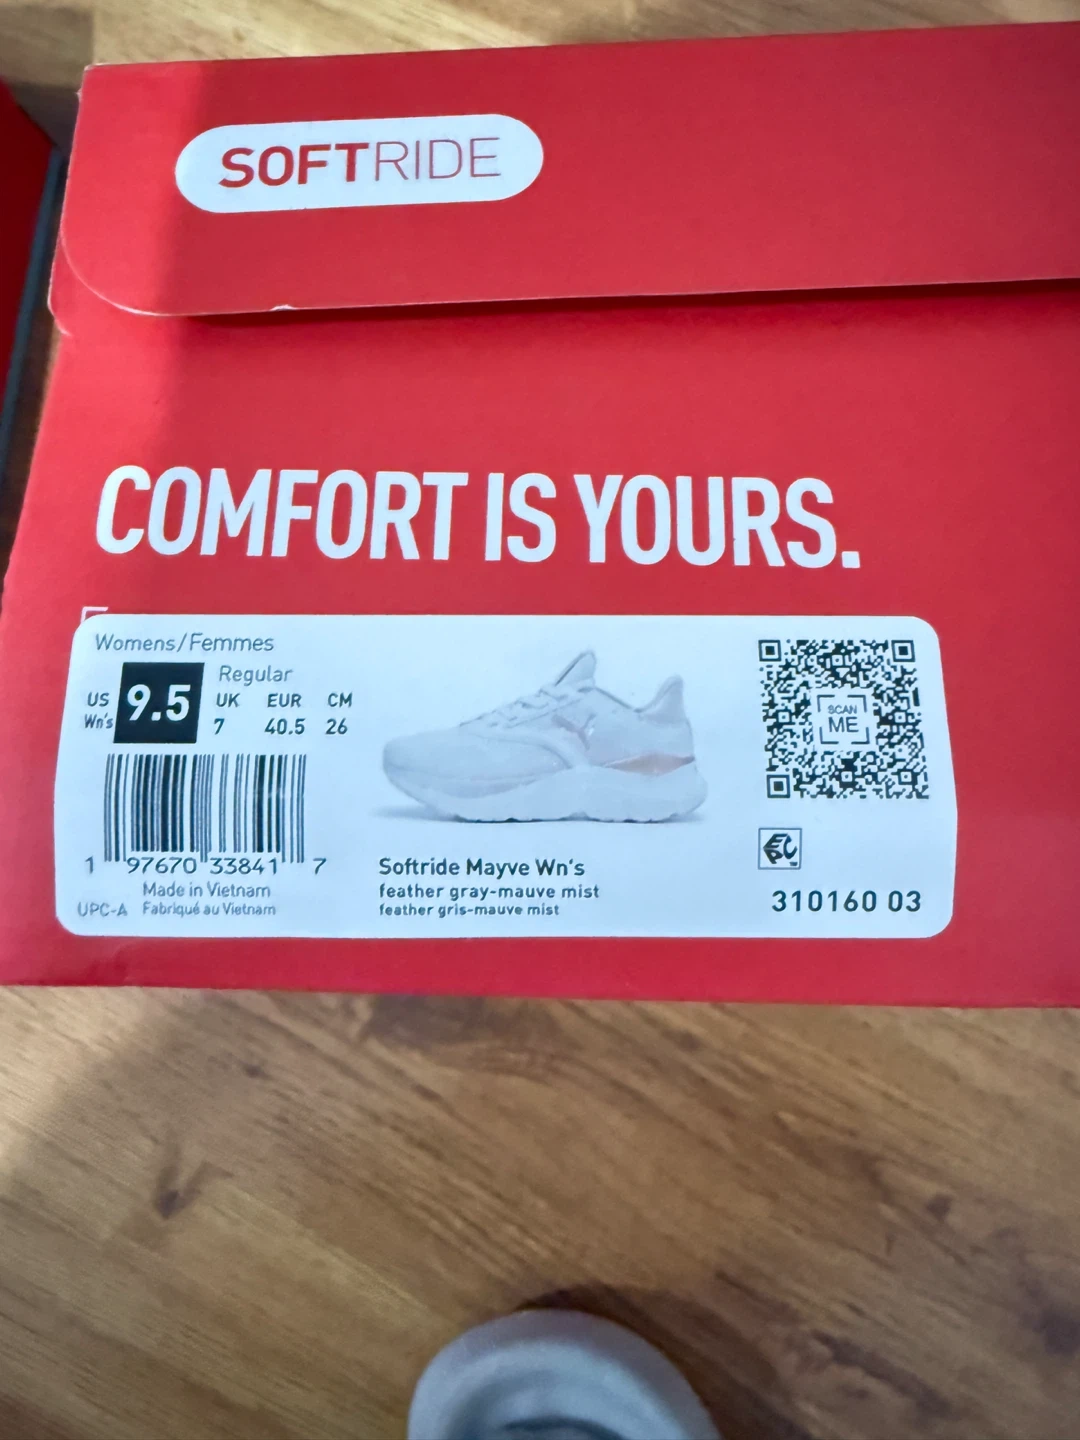 SOFTRIDE
COMFORT IS YOURS.
Womens/Femmes
Regular
US Wn's 9.5
UK EUR CM
7 40.5 26
1 97670 33841 7
Made in Vietnam
UPC-A Fabriqué au Vietnam
Softride Mayve Wn's
feather gray-mauve mist
feather gris-mauve mist
SCAN
ME
310160 03